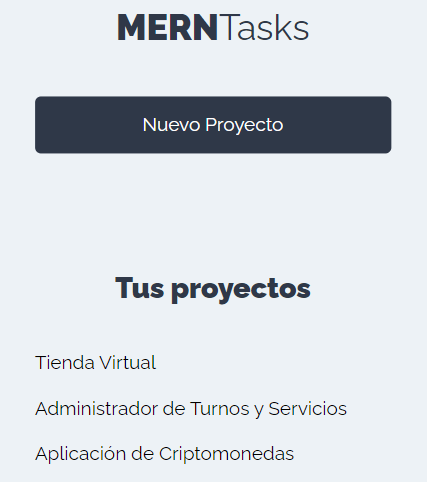 MERNTasks
Nuevo Proyecto
Tus proyectos
Tienda Virtual
Administrador de Turnos y Servicios
Aplicación de Criptomonedas